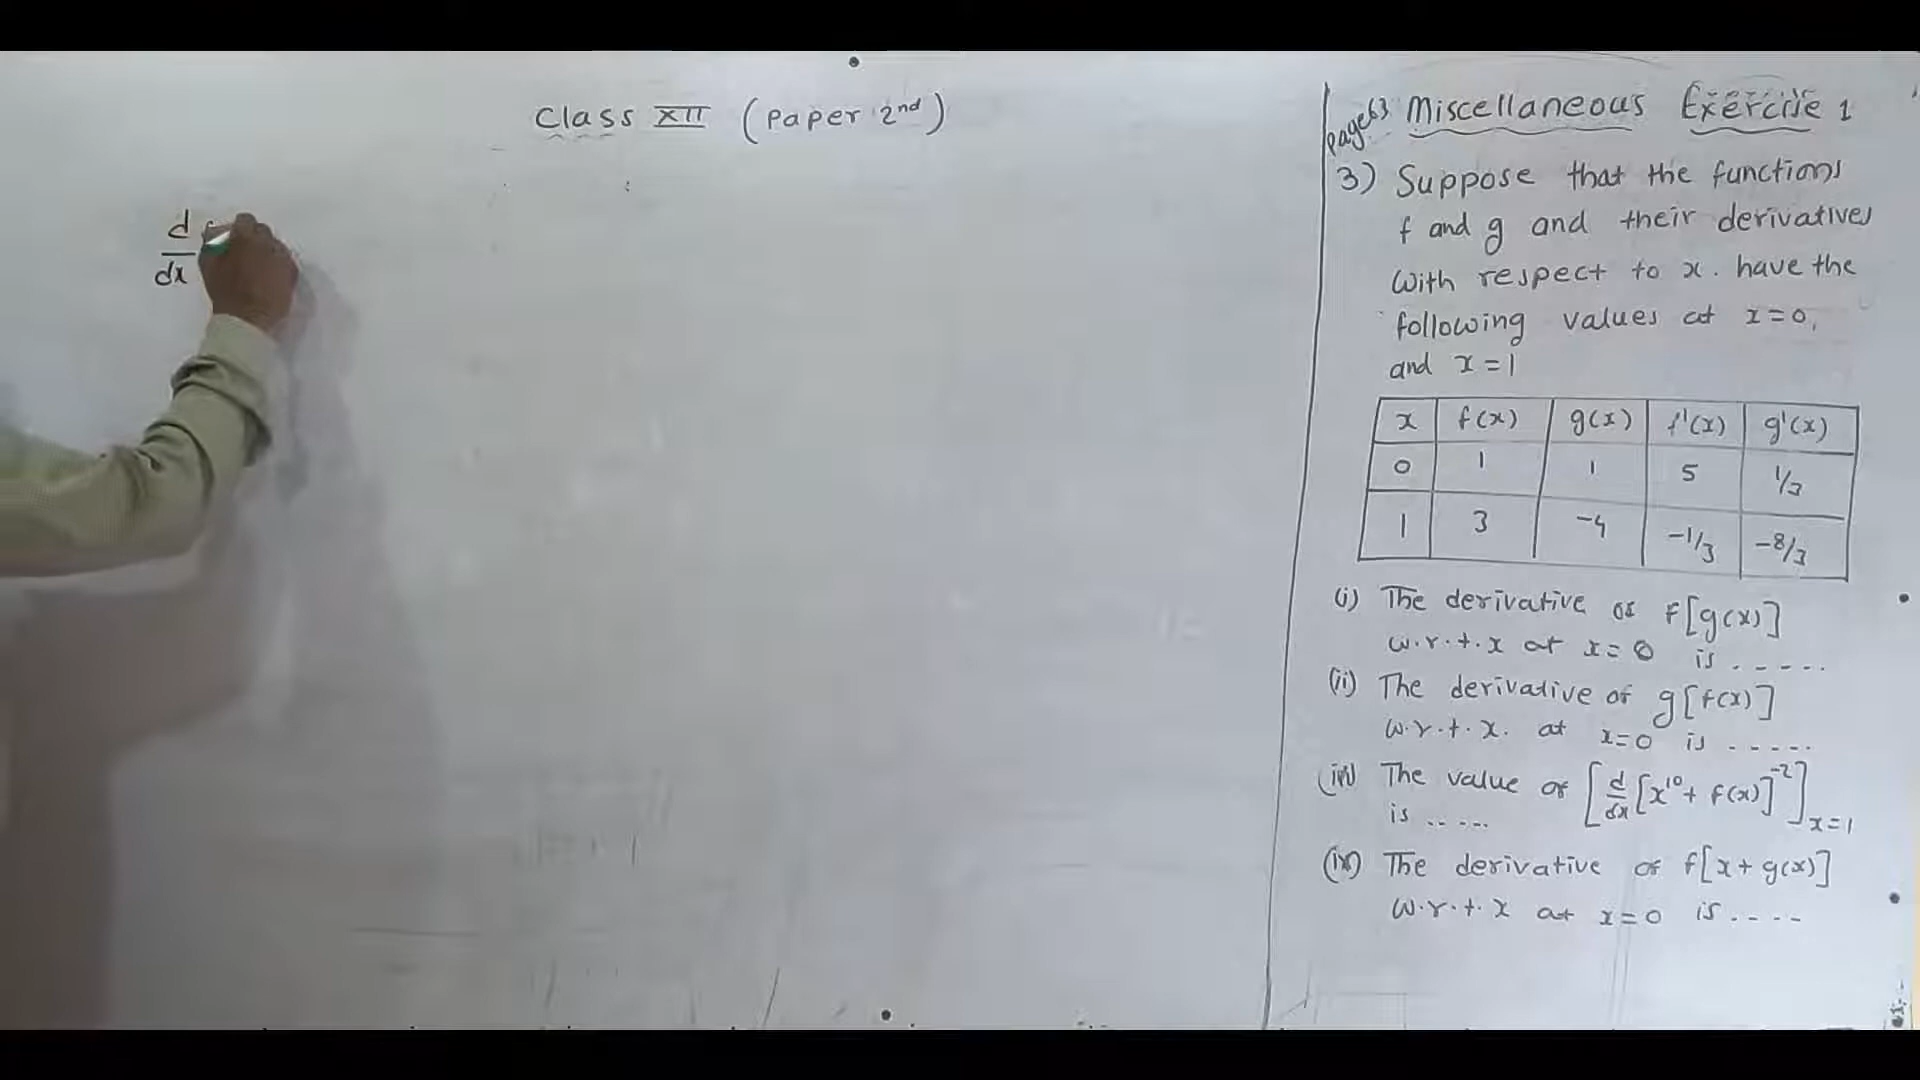 Class XII (Paper 2nd)
d
dx
page 63 Miscellaneous Exercise 1
3) Suppose that the functions
f and g and their derivatives
with respect to x. have the
following values at x=0,
and x=1
x f(x) g(x) f'(x) g'(x)
0 1 1 5 1/3
1 3 -4 -1/3 -8/3
(i) The derivative of f[g(x)]
w.r.t.x at x=0 is .....
(ii) The derivative of g[f(x)]
w.r.t.x. at x=0 is .....
(iii) The value of [d/dx [x¹⁰+ f(x)]⁻²]x=1
is .....
(iv) The derivative of f[x+g(x)]
w.r.t.x at x=0 is ....